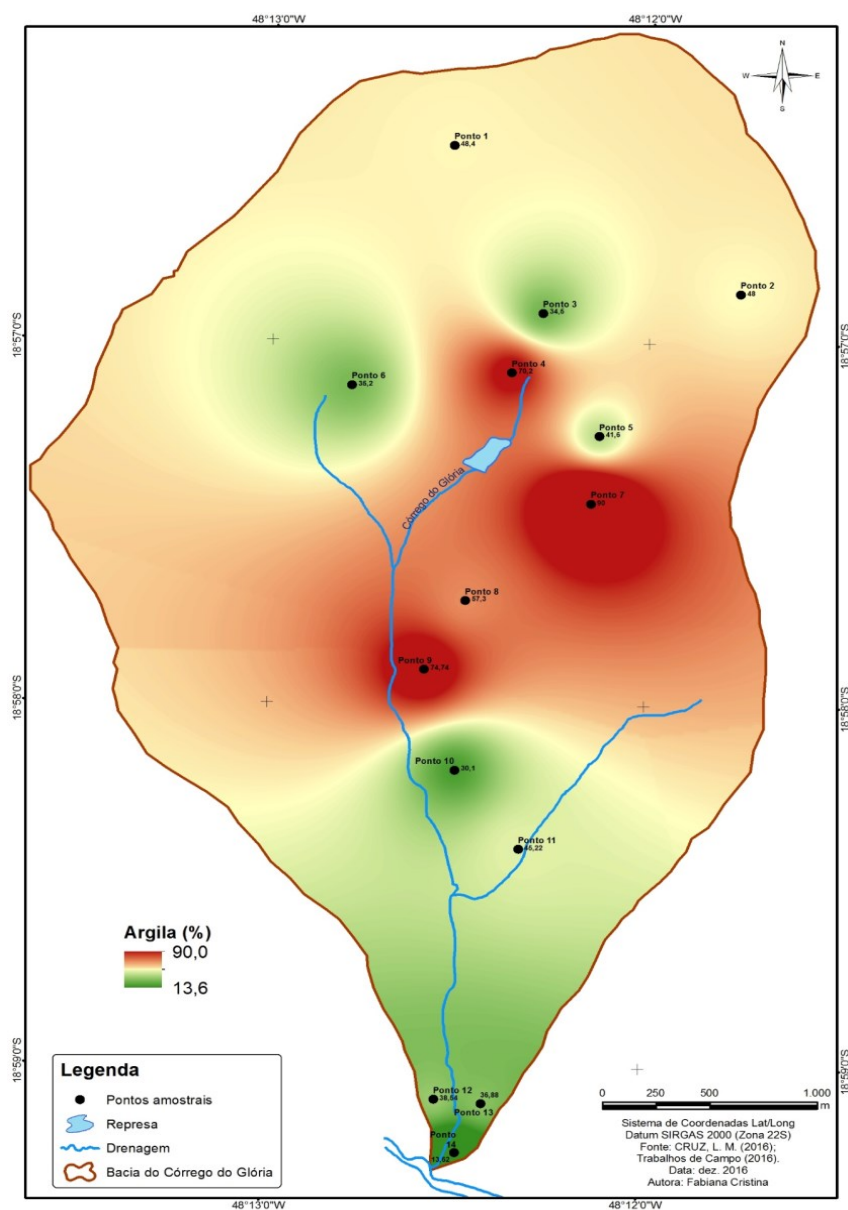 48°13'0"W
48°12'0"W
N
W
E
S
Ponto 1
48,4
Ponto 2
48
Ponto 3
34,5
18°57'0"S
18°57'0"S
Ponto 4
Ponto 6
Ponto 5
Córrego do Glória
Ponto 7
Ponto 8
57,3
Ponto 9
74,74
18°58'0"S
18°58'0"S
Ponto 10
30,1
Ponto 11
Argila (%)
90,0
13,6
18°59'0"S
18°59'0"S
Legenda
Pontos amostrais
Represa
Drenagem
Bacia do Córrego do Glória
Ponto 12
38,54
36,88
Ponto 13
Ponto
14
13,62
0 250 500 1.000
m
Sistema de Coordenadas Lat/Long
Datum SIRGAS 2000 (Zona 22S)
Fonte: CRUZ, L. M. (2016);
Trabalhos de Campo (2016).
Data: dez. 2016
Autora: Fabiana Cristina
48°13'0"W
48°12'0"W